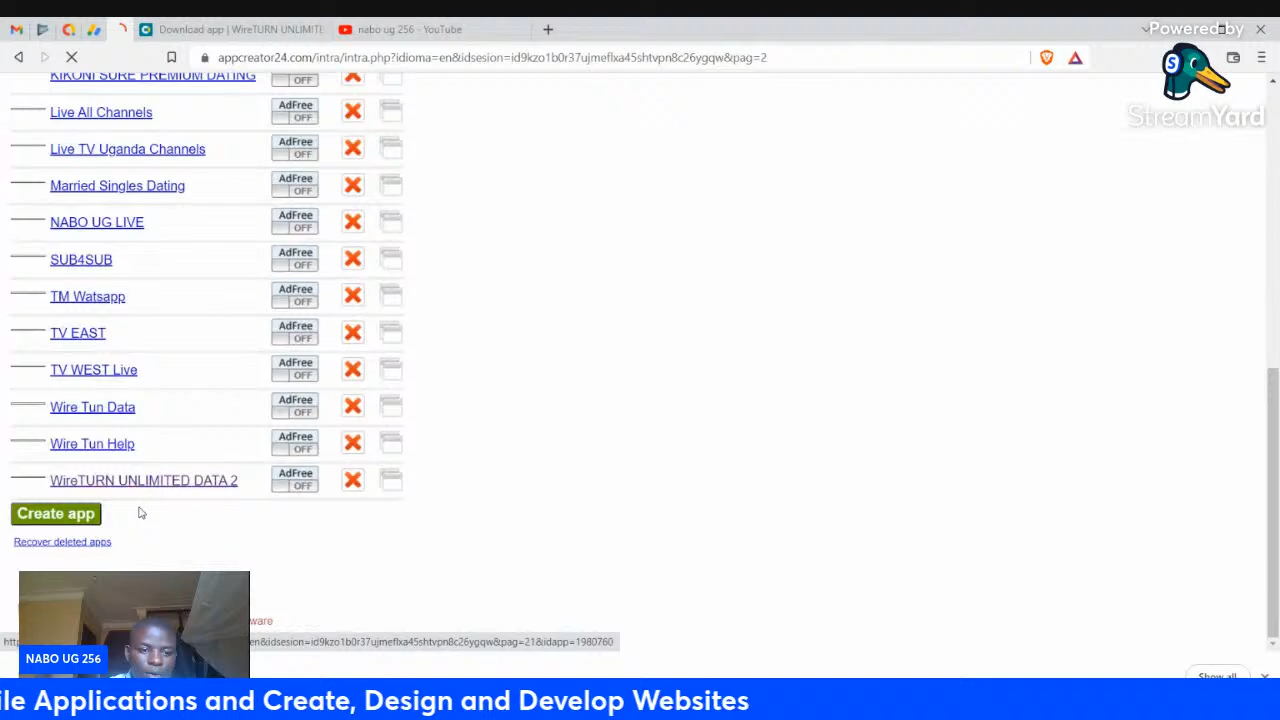 Download app | WireTURN UNLIMITE
nabo ug 256 - YouTube
Powered by
appcreator24.com/intra/intra.php?idioma=en&idsesion=id9kzo1b0r37ujmeflxa45shtvpn8c26ygqw&pag=2
StreamYard
KIKONI SURE PREMIUM DATING
OFF
Live All Channels
AdFree
OFF
Live TV Uganda Channels
AdFree
OFF
Married Singles Dating
AdFree
OFF
NABO UG LIVE
AdFree
OFF
SUB4SUB
AdFree
OFF
TM Watsapp
AdFree
OFF
TV EAST
AdFree
OFF
TV WEST Live
AdFree
OFF
Wire Tun Data
AdFree
OFF
Wire Tun Help
AdFree
OFF
WireTURN UNLIMITED DATA 2
AdFree
OFF
Create app
Recover deleted apps
ware
en&idsesion=id9kzo1b0r37ujmeflxa45shtvpn8c26ygqw&pag=21&idapp=1980760
NABO UG 256
Show all
ile Applications and Create, Design and Develop Websites